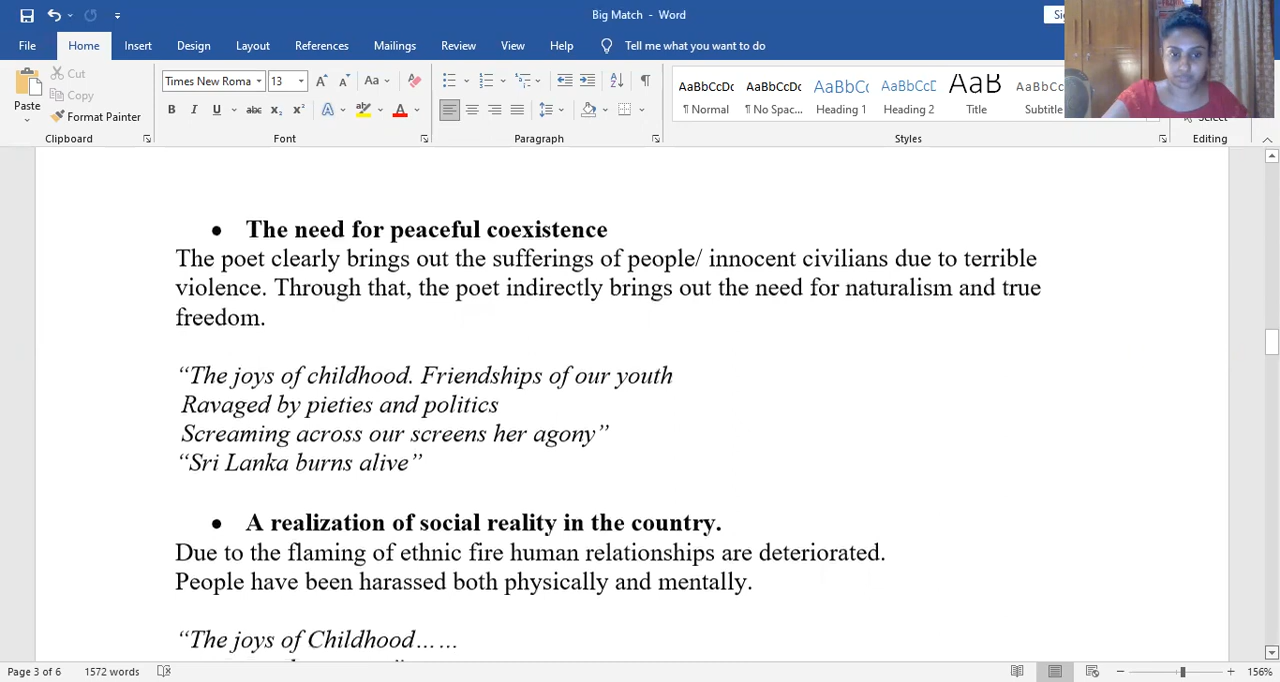 Big Match - Word
File Home Insert Design Layout References Mailings Review View Help Tell me what you want to do
Paste
Cut
Copy
Format Painter
Clipboard
Times New Roma 13
Font
Paragraph
AaBbCcDc AaBbCcDc AaBbC AaBbCcD AaB AaBbCc
¶ Normal ¶ No Spac... Heading 1 Heading 2 Title Subtitle
Styles
Editing
● The need for peaceful coexistence
The poet clearly brings out the sufferings of people/ innocent civilians due to terrible
violence. Through that, the poet indirectly brings out the need for naturalism and true
freedom.
“The joys of childhood. Friendships of our youth
Ravaged by pieties and politics
Screaming across our screens her agony”
“Sri Lanka burns alive”
● A realization of social reality in the country.
Due to the flaming of ethnic fire human relationships are deteriorated.
People have been harassed both physically and mentally.
“The joys of Childhood……
Page 3 of 6 1572 words 156%